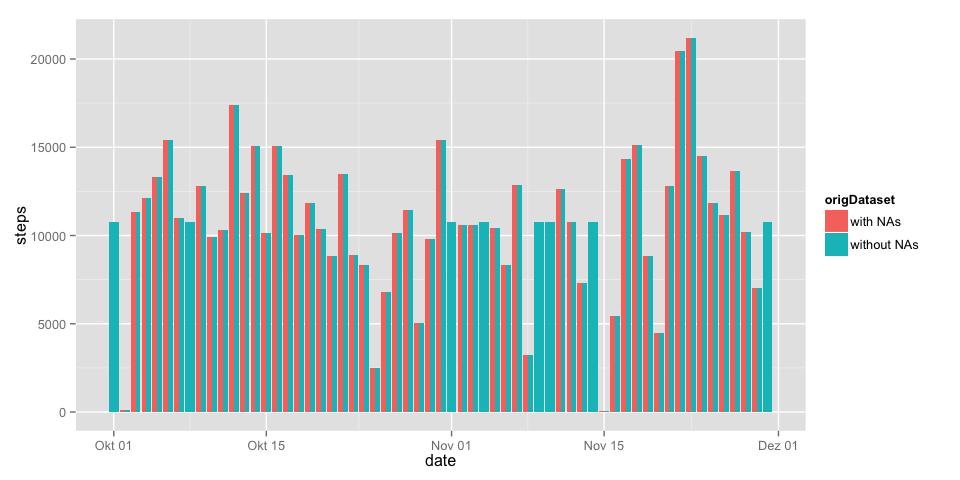 20000
15000
10000
5000
0
steps
Okt 01
Okt 15
Nov 01
Nov 15
Dez 01
date
origDataset
with NAs
without NAs